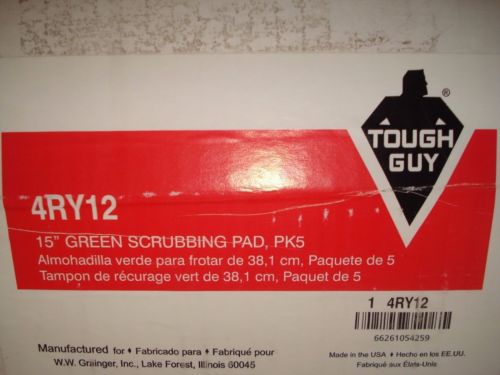 ®
TOUGH
GUY
4RY12
15" GREEN SCRUBBING PAD, PK5
Almohadilla verde para frotar de 38,1 cm, Paquete de 5
Tampon de récurage vert de 38,1 cm, Paquet de 5
1 4RY12
66261054259
Manufactured for ♦ Fabricado para ♦ Fabriqué pour
W.W. Grainger, Inc., Lake Forest, Illinois 60045
Made in the USA ♦ Hecho en los EE.UU.
Fabriqué aux États-Unis